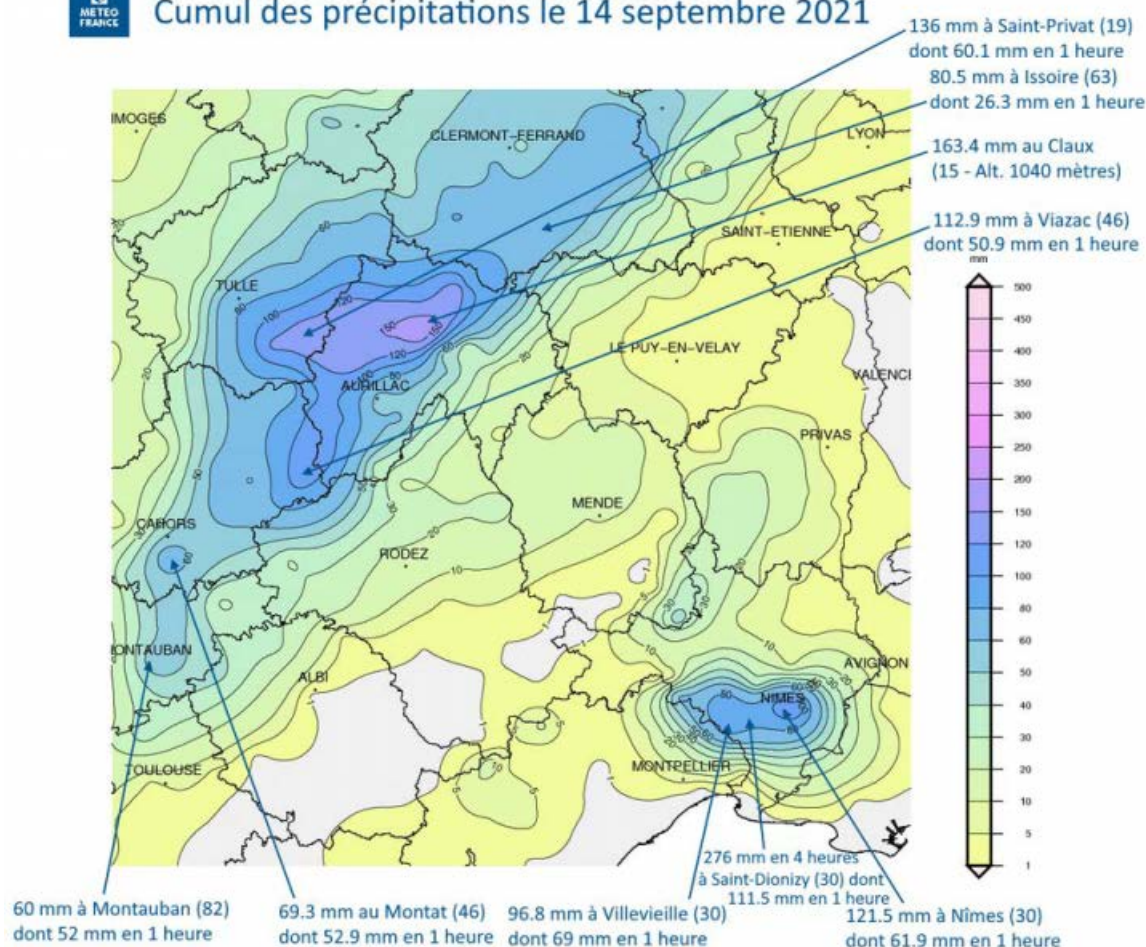 METEO
FRANCE
Cumul des précipitations le 14 septembre 2021
136 mm à Saint-Privat (19)
dont 60.1 mm en 1 heure
80.5 mm à Issoire (63)
dont 26.3 mm en 1 heure
163.4 mm au Claux
(15 - Alt. 1040 mètres)
112.9 mm à Viazac (46)
dont 50.9 mm en 1 heure
mm
500
450
400
350
300
250
200
150
120
100
80
60
40
30
20
10
5
1
IMOGES
CLERMONT-FERRAND
LYON
SAINT-ETIENNE
TULLE
LE PUY-EN-VELAY
AURILLAC
VALENCI
PRIVAS
MENDE
CAHORS
RODEZ
ONTAUBAN
ALBI
AVIGNON
NIMES
TOULOUSE
MONTPELLIER
60 mm à Montauban (82)
dont 52 mm en 1 heure
69.3 mm au Montat (46)
dont 52.9 mm en 1 heure
96.8 mm à Villevieille (30)
dont 69 mm en 1 heure
276 mm en 4 heures
à Saint-Dionizy (30) dont
111.5 mm en 1 heure
121.5 mm à Nîmes (30)
dont 61.9 mm en 1 heure